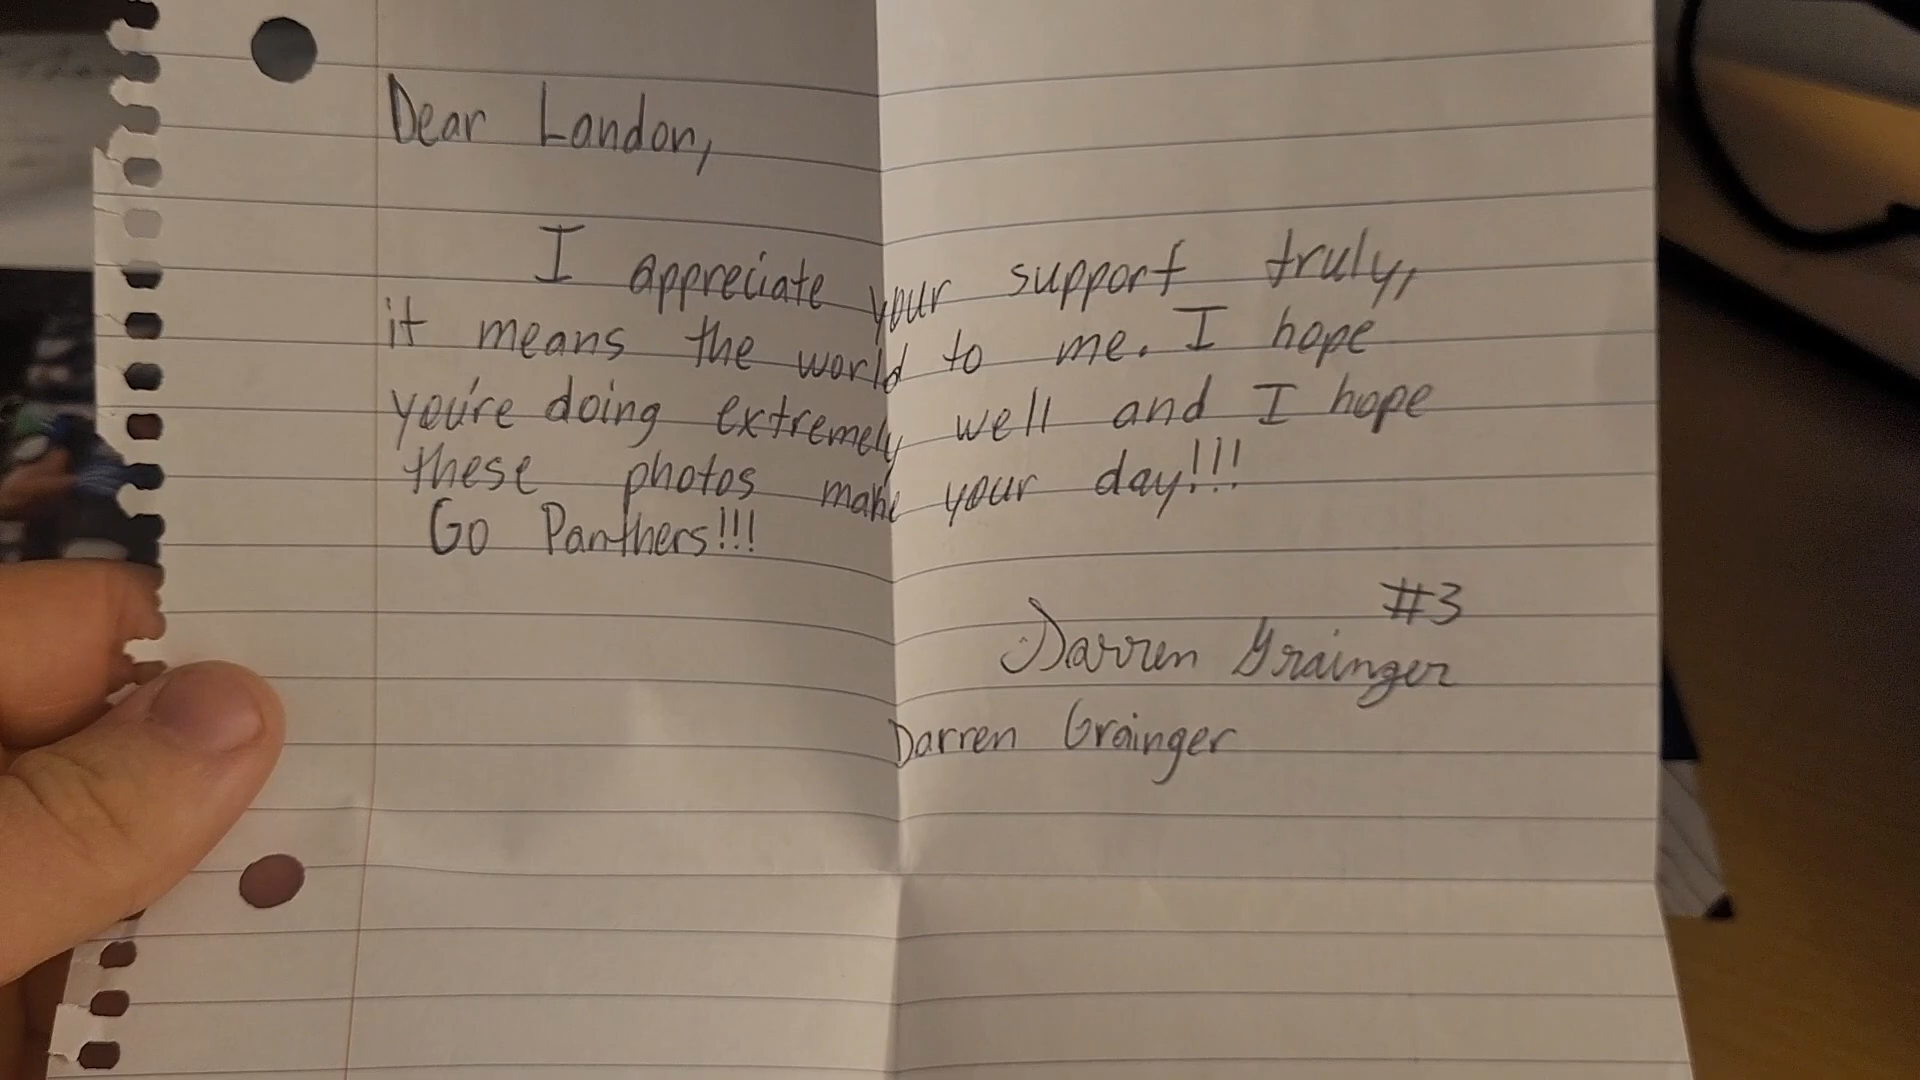 Dear Landon,
I appreciate your support truly,
it means the world to me. I hope
you're doing extremely well and I hope
these photos make your day!!!
Go Panthers!!!
#3
Darren Grainger
Darren Grainger